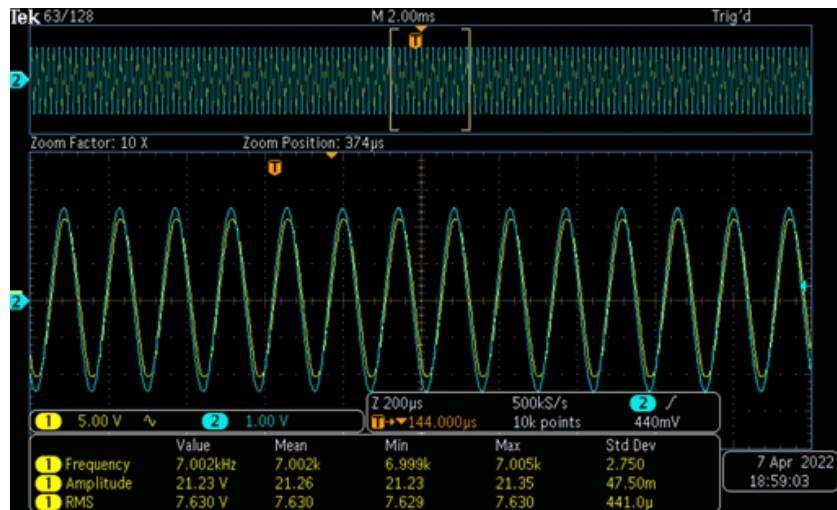 Tek 63/128 M 2.00ms Trig'd
T
2
Zoom Factor: 10 X Zoom Position: 374µs
T
2
1 5.00 V 2 1.00 V
Z 200µs 500kS/s 2
T 144.000µs 10k points 440mV
Value Mean Min Max Std Dev
1 Frequency 7.002kHz 7.002k 6.999k 7.005k 2.750
1 Amplitude 21.23 V 21.26 21.23 21.35 47.50m
1 RMS 7.630 V 7.630 7.629 7.630 441.0µ
7 Apr 2022
18:59:03